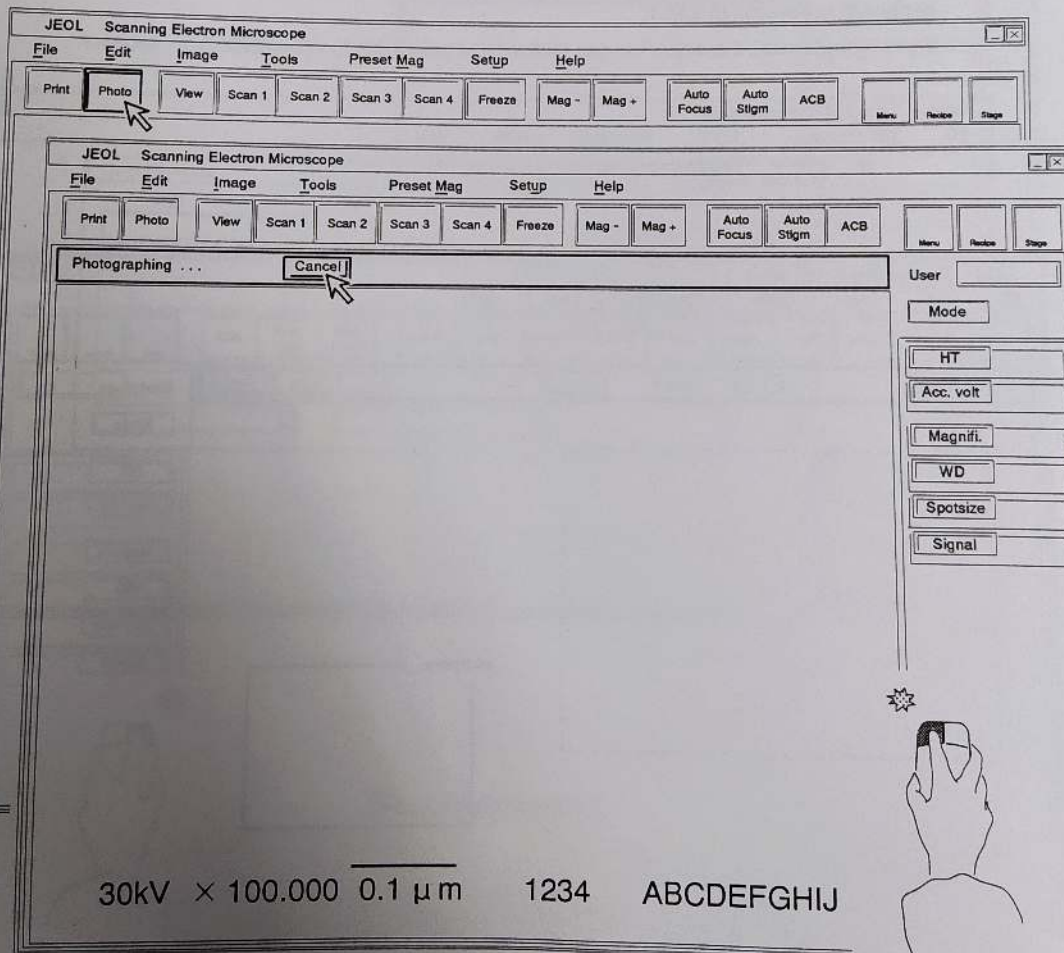 JEOL Scanning Electron Microscope
File Edit Image Tools Preset Mag Setup Help
Print Photo View Scan 1 Scan 2 Scan 3 Scan 4 Freeze Mag - Mag + Auto Focus Auto Stigm ACB Menu Recipe Stage
JEOL Scanning Electron Microscope
File Edit Image Tools Preset Mag Setup Help
Print Photo View Scan 1 Scan 2 Scan 3 Scan 4 Freeze Mag - Mag + Auto Focus Auto Stigm ACB Menu Recipe Stage
Photographing ... Cancel
User
Mode
HT
Acc. volt
Magnifi.
WD
Spotsize
Signal
30kV × 100.000 0.1 μm 1234 ABCDEFGHIJ